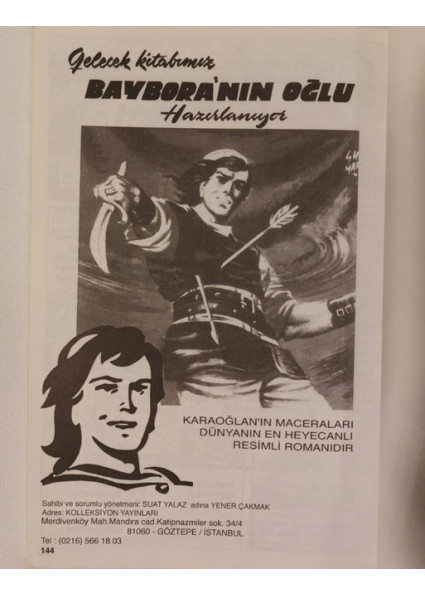 Gelecek kitabımız
BAYBORA'NIN OĞLU
Hazırlanıyor
KARAOĞLAN'IN MACERALARI
DÜNYANIN EN HEYECANLI
RESİMLİ ROMANIDIR
Sahibi ve sorumlu yönetmeni: SUAT YALAZ adına YENER ÇAKMAK
Adres: KOLLEKSİYON YAYINLARI
Merdivenköy Mah.Mandıra cad.Katipnazmiler sok. 34/4
81060 - GÖZTEPE / İSTANBUL
Tel : (0216) 566 18 03
144